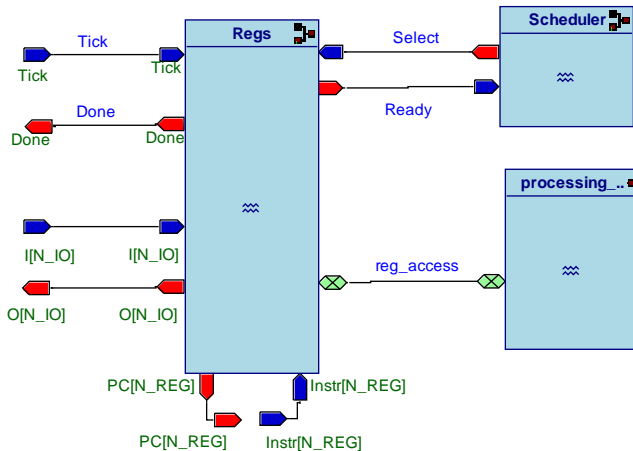 Regs
Scheduler
Tick
Select
Tick
Tick
Done
Ready
Done
Done
processing_..
I[N_IO]
I[N_IO]
reg_access
O[N_IO]
O[N_IO]
PC[N_REG]
Instr[N_REG]
PC[N_REG]
Instr[N_REG]